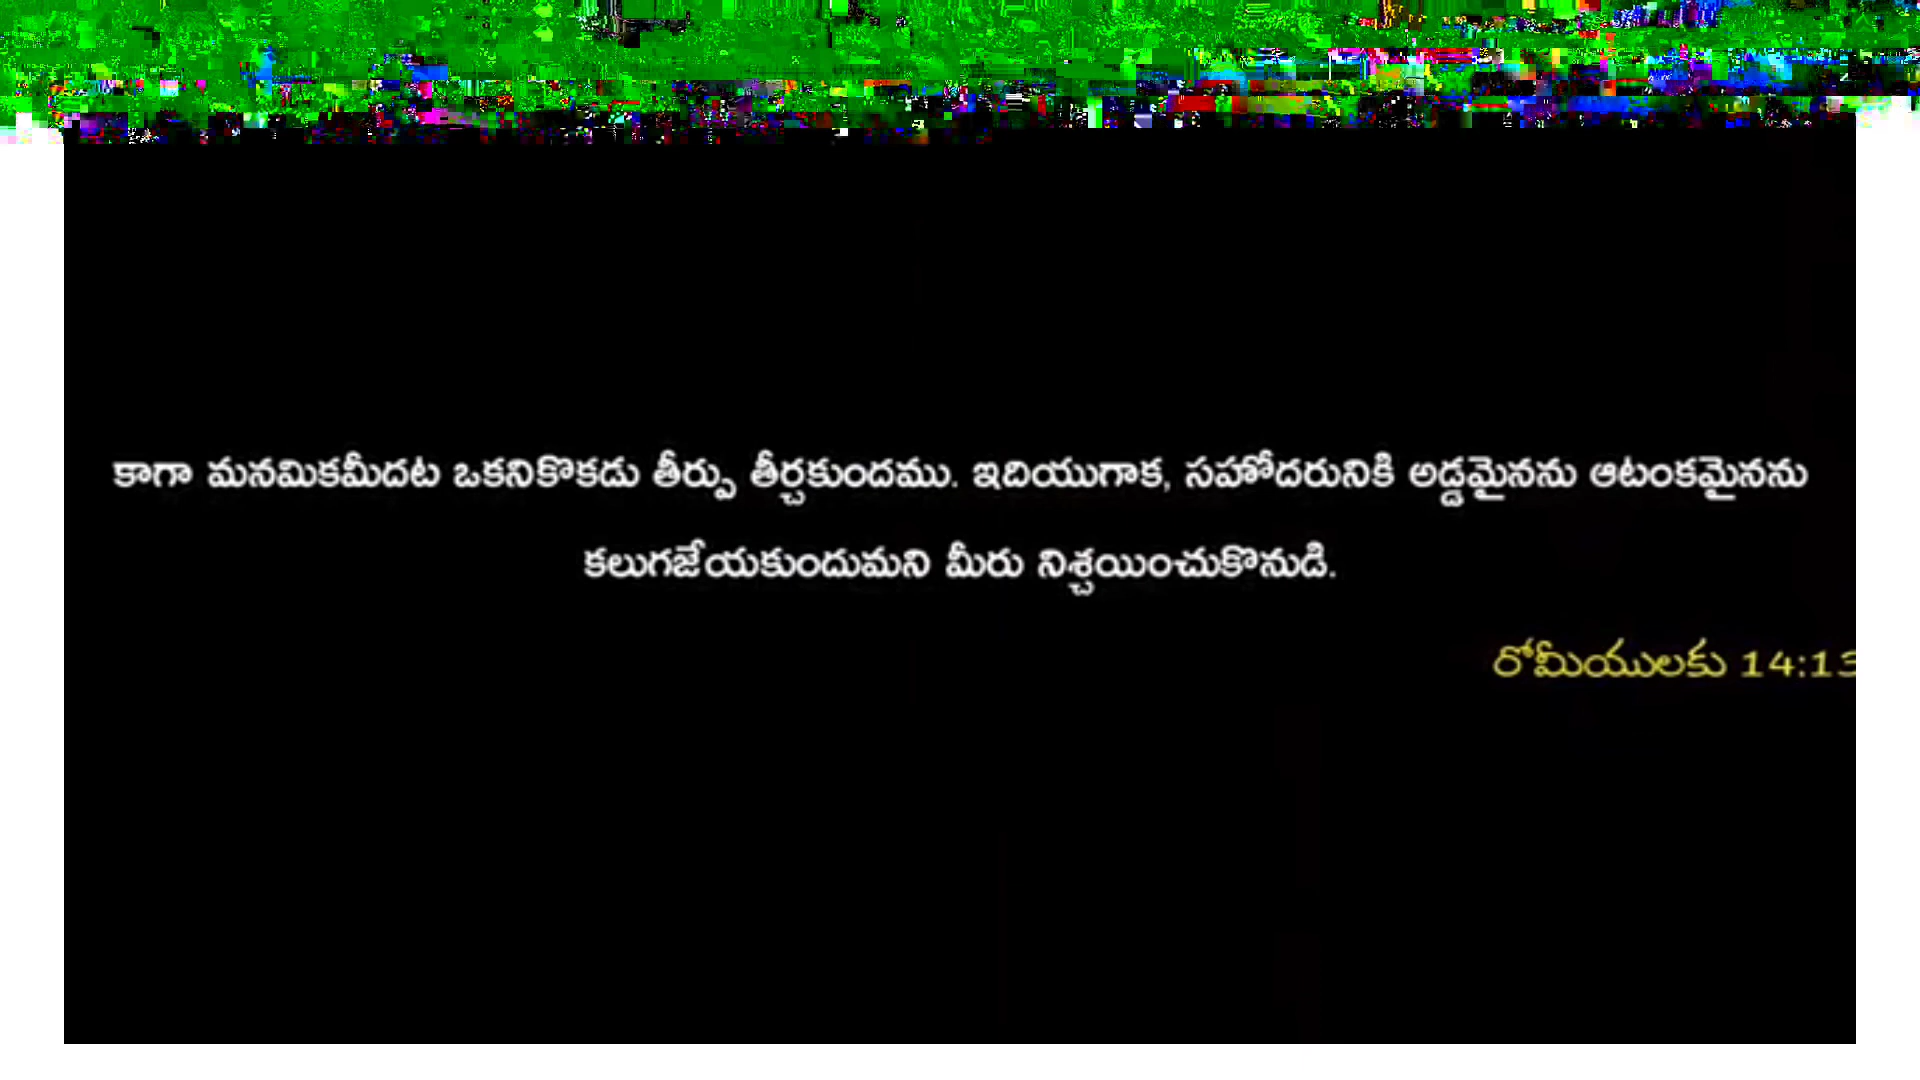 కాగా మనమికమీదట ఒకనికొకడు తీర్పు తీర్చకుందము. ఇదియుగాక, సహోదరునికి అడ్డమైనను ఆటంకమైనను
కలుగజేయకుందుమని మీరు నిశ్చయించుకొనుడి.
రోమీయులకు 14:13